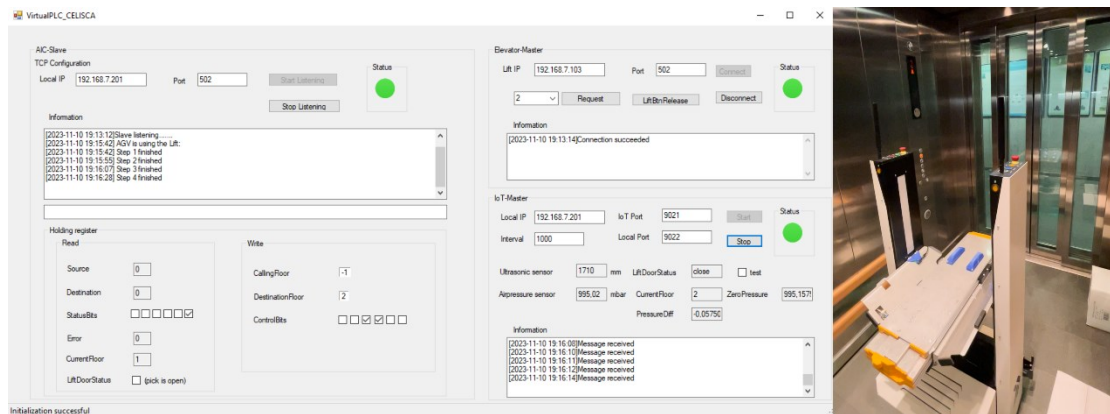 VirtualPLC_CELISCA
AIC-Slave
TCP Configuration
Local IP 192.168.7.201 Port 502 Start Listening Status
Stop Listening
Information
[2023-11-10 19:13:12]Slave listening......
[2023-11-10 19:15:42] AGV is using the Lift:
[2023-11-10 19:15:42] Step 1 finished
[2023-11-10 19:15:55] Step 2 finished
[2023-11-10 19:16:07] Step 3 finished
[2023-11-10 19:16:28] Step 4 finished
Holding register
Read
Source 0
Destination 0
StatusBits
Error 0
CurrentFloor 1
LiftDoorStatus (pick is open)
Write
CallingFloor -1
DestinationFloor 2
ControlBits
Initialization successful
Elevator-Master
Lift IP 192.168.7.103 Port 502 Connect Status
2 Request LiftBtnRelease Disconnect
Information
[2023-11-10 19:13:14]Connection succeeded
IoT-Master
Local IP 192.168.7.201 IoT Port 9021 Start Status
Interval 1000 Local Port 9022 Stop
Ultrasonic sensor 1710 mm LiftDoorStatus close test
Airpressure sensor 995,02 mbar CurrentFloor 2 ZeroPressure 995,157
PressureDiff -0.05750
Information
[2023-11-10 19:16:08]Message received
[2023-11-10 19:16:10]Message received
[2023-11-10 19:16:11]Message received
[2023-11-10 19:16:12]Message received
[2023-11-10 19:16:14]Message received